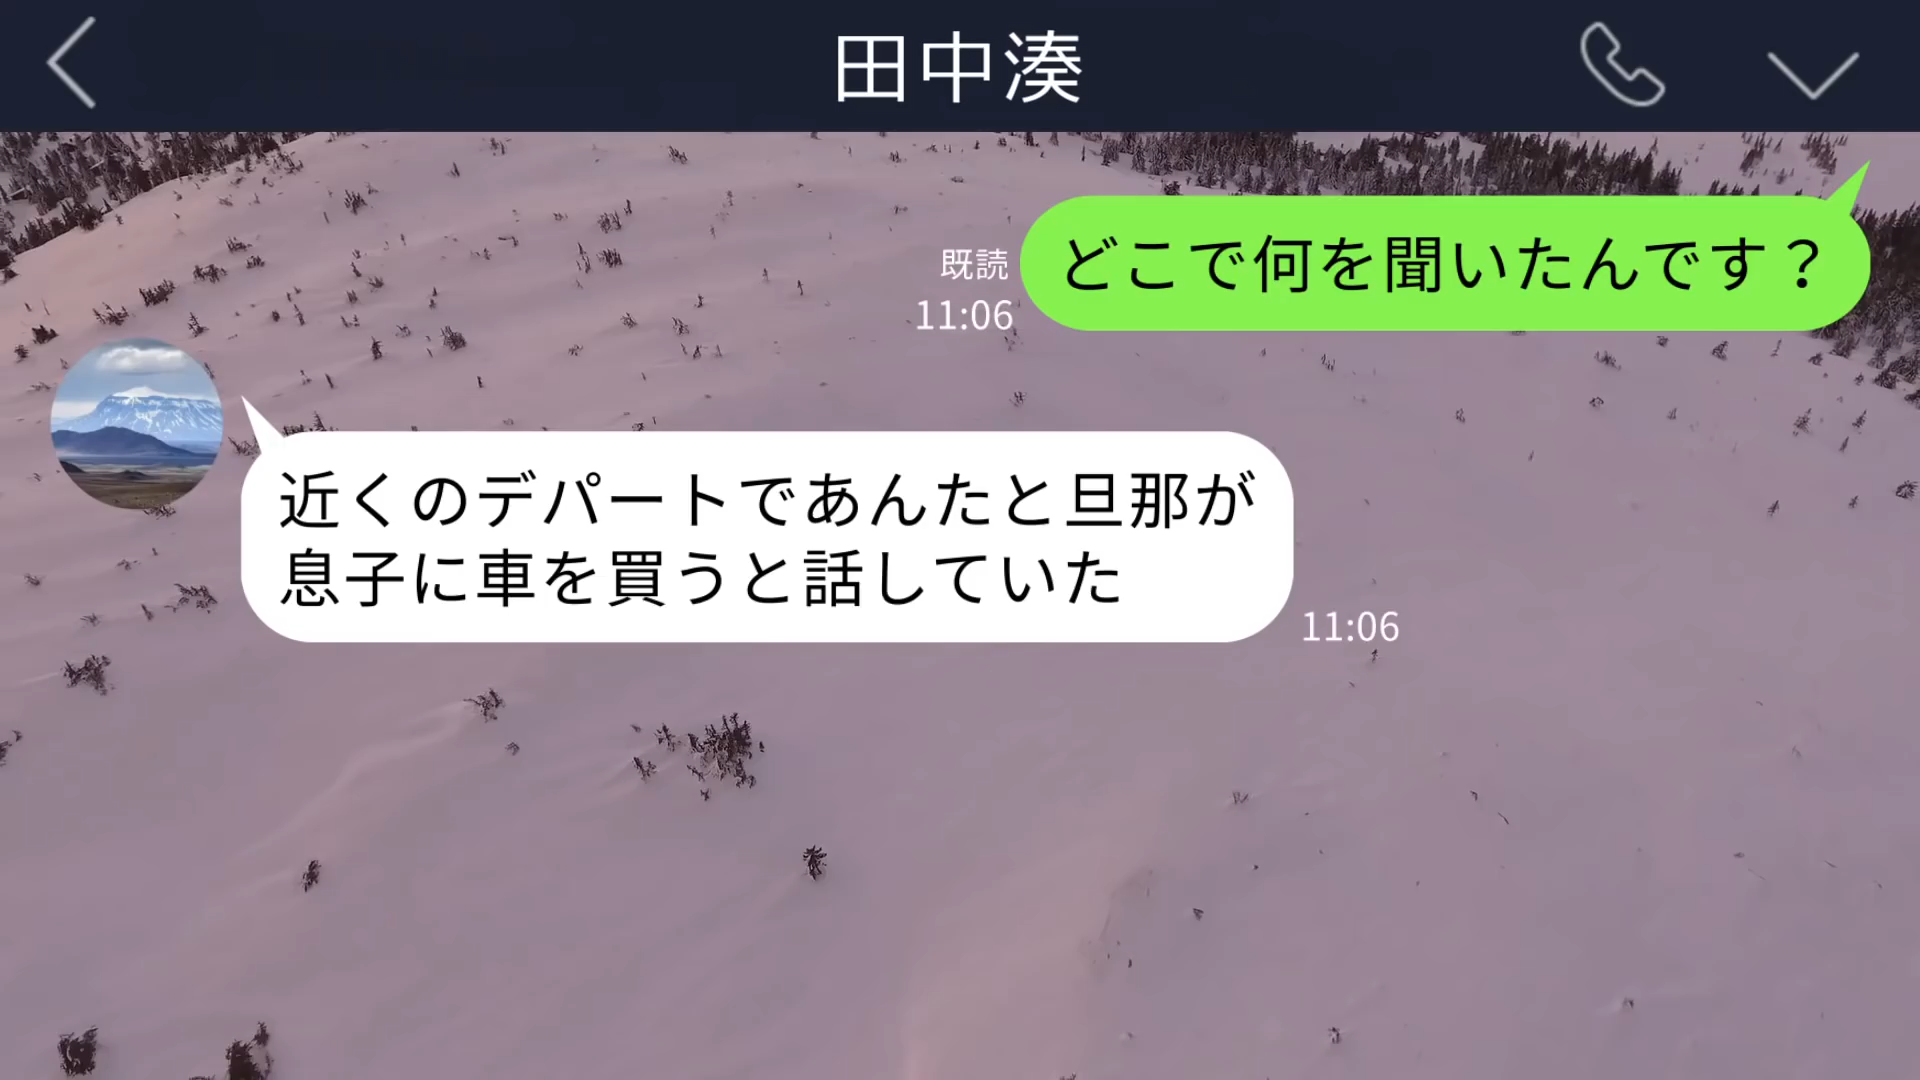 田中湊
どこで何を聞いたんです？
既読
11:06
近くのデパートであんたと旦那が
息子に車を買うと話していた
11:06